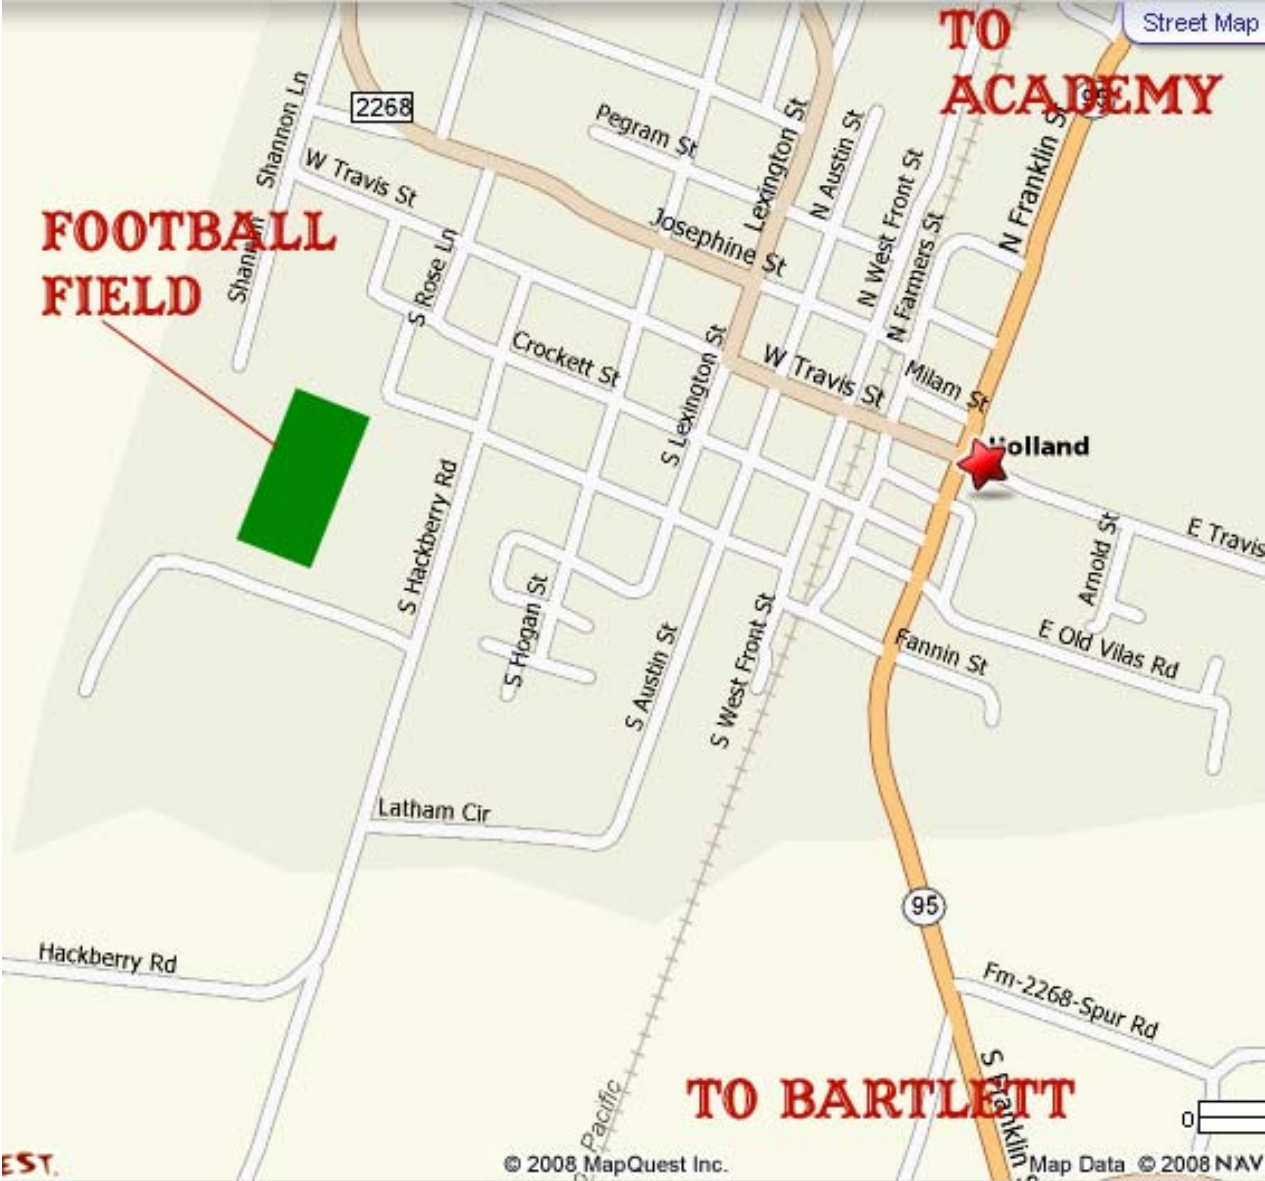 TO
ACADEMY
Street Map
95
2268
Shannon Ln
Pegram St
Lexington St
N Austin St
N West Front St
N Farmers St
N Franklin St
W Travis St
FOOTBALL
FIELD
S Rose Ln
Josephine St
Crockett St
S Lexington St
W Travis St
Milam St
Holland
S Hackberry Rd
Arnold St
E Travis
S Hogan St
S Austin St
S West Front St
Fannin St
E Old Vilas Rd
Latham Cir
95
Hackberry Rd
Fm-2268-Spur Rd
S Franklin
TO BARTLETT
Pacific
0
EST.
© 2008 MapQuest Inc.
Map Data © 2008 NAV